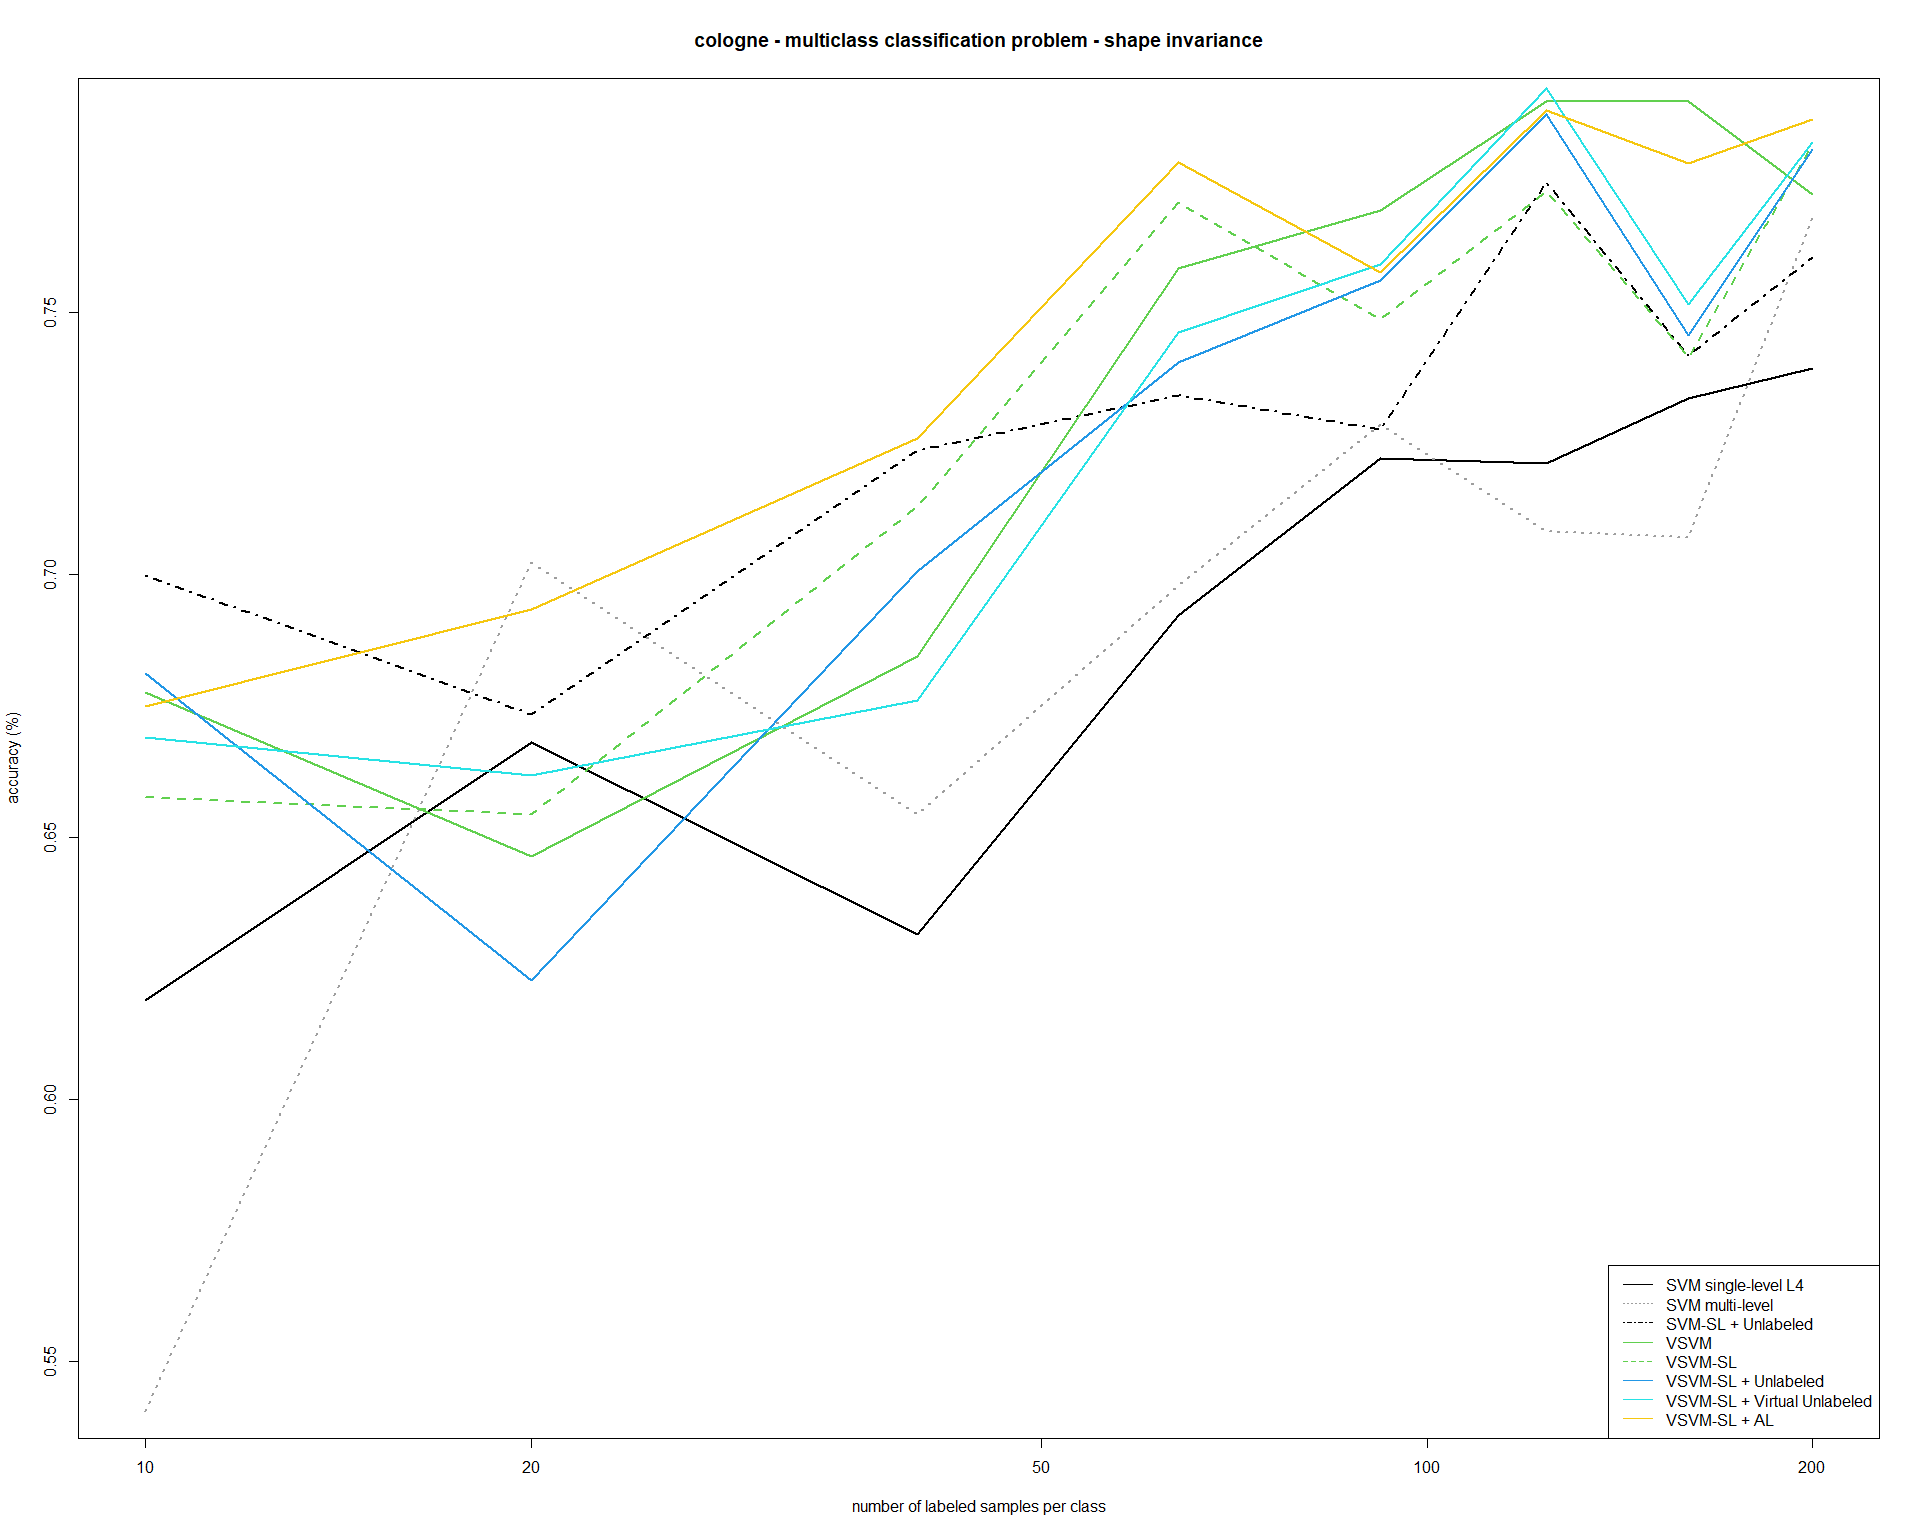 cologne - multiclass classification problem - shape invariance
accuracy (%)
0.75
0.70
0.65
0.60
0.55
10
20
50
100
200
number of labeled samples per class
SVM single-level L4
SVM multi-level
SVM-SL + Unlabeled
VSVM
VSVM-SL
VSVM-SL + Unlabeled
VSVM-SL + Virtual Unlabeled
VSVM-SL + AL